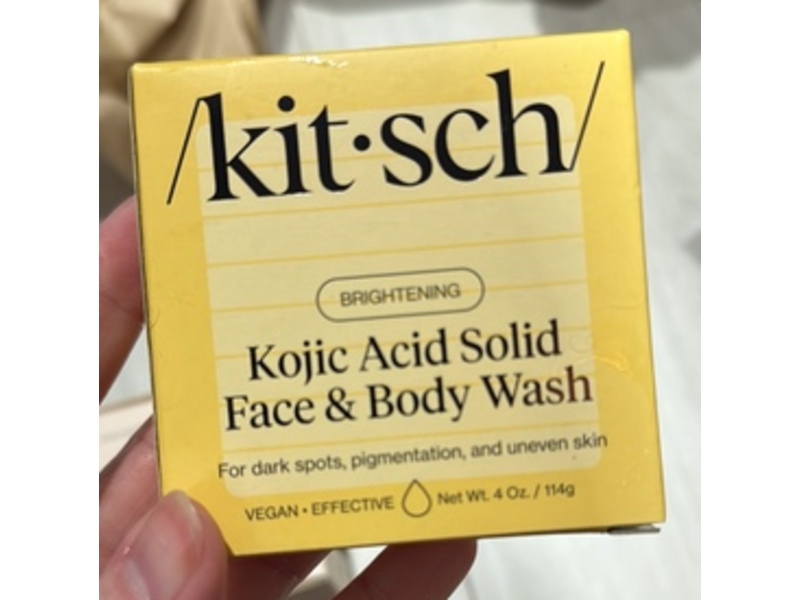 /kit·sch/
BRIGHTENING
Kojic Acid Solid
Face & Body Wash
For dark spots, pigmentation, and uneven skin
VEGAN • EFFECTIVE Net Wt. 4 Oz. / 114g